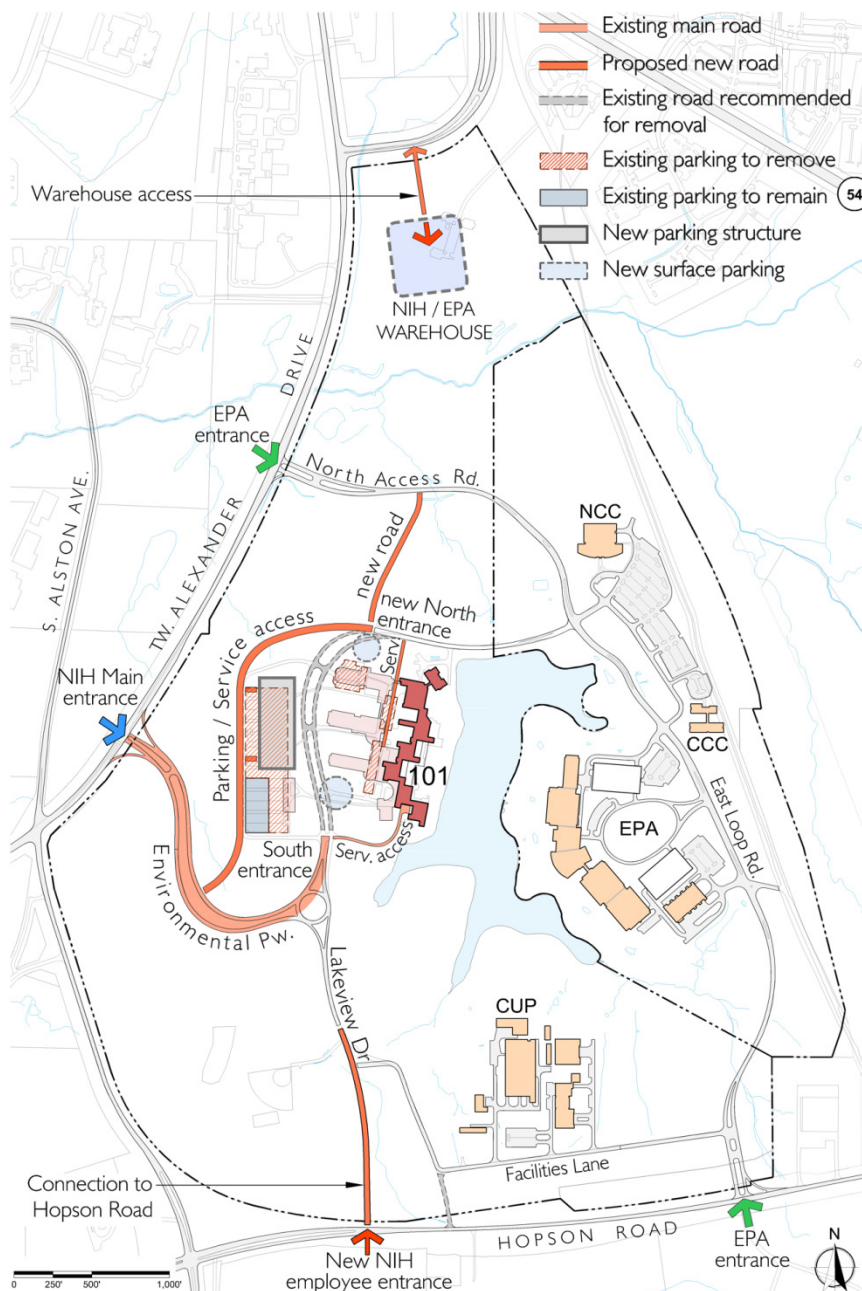 Existing main road
Proposed new road
Existing road recommended
for removal
Existing parking to remove
Existing parking to remain
54
New parking structure
New surface parking
Warehouse access
NIH / EPA
WAREHOUSE
EPA
entrance
TW. ALEXANDER DRIVE
North Access Rd.
S. ALSTON AVE.
NCC
new road
new North
entrance
Parking / Service access
Serv.
NIH Main
entrance
101
CCC
EPA
East Loop Rd.
South
entrance
Serv. access
Environmental Pw.
Lakeview Dr
CUP
Facilities Lane
Connection to
Hopson Road
HOPSON ROAD
New NIH
employee entrance
EPA
entrance
N
0 250' 500' 1,000'